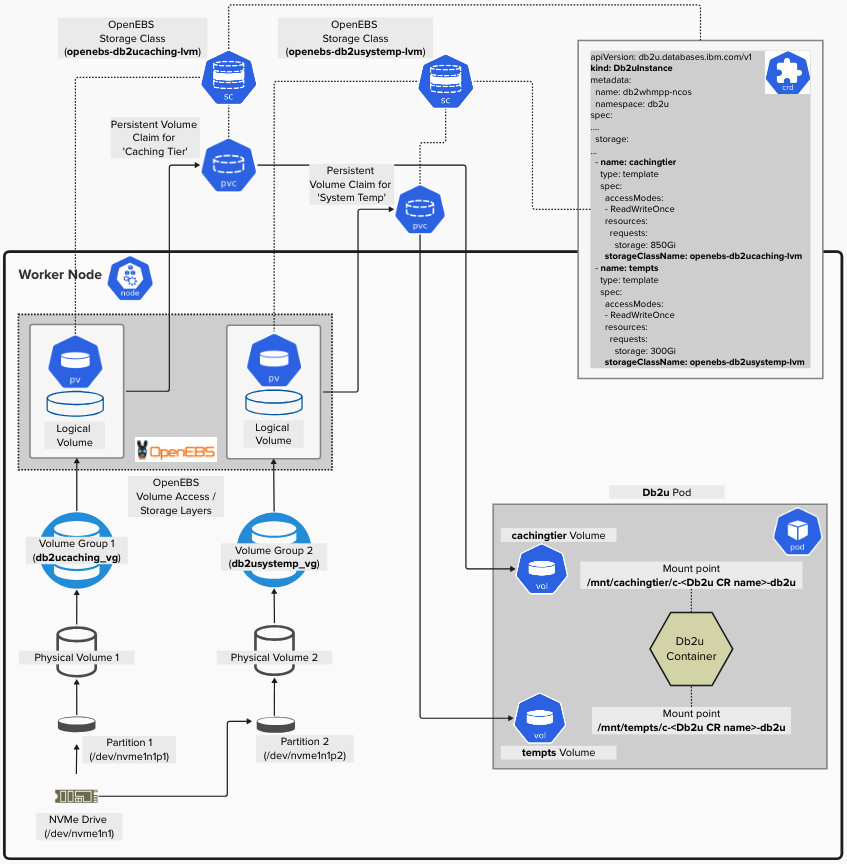 OpenEBS
Storage Class
(openebs-db2ucaching-lvm)
sc
OpenEBS
Storage Class
(openebs-db2usystemp-lvm)
sc
Persistent Volume
Claim for
'Caching Tier'
pvc
Persistent
Volume Claim for
'System Temp'
pvc
apiVersion: db2u.databases.ibm.com/v1
kind: Db2uInstance
metadata:
name: db2whmpp-ncos
namespace: db2u
spec:
....
storage:
...
- name: cachingtier
type: template
spec:
accessModes:
- ReadWriteOnce
resources:
requests:
storage: 850Gi
storageClassName: openebs-db2ucaching-lvm
- name: tempts
type: template
spec:
accessModes:
- ReadWriteOnce
resources:
requests:
storage: 300Gi
storageClassName: openebs-db2usystemp-lvm
crd
Worker Node
node
pv
Logical
Volume
pv
Logical
Volume
OpenEBS
OpenEBS
Volume Access /
Storage Layers
Volume Group 1
(db2ucaching_vg)
Volume Group 2
(db2usystemp_vg)
Physical Volume 1
Physical Volume 2
Partition 1
(/dev/nvme1n1p1)
Partition 2
(/dev/nvme1n1p2)
NVMe Drive
(/dev/nvme1n1)
Db2u Pod
pod
cachingtier Volume
vol
Mount point
/mnt/cachingtier/c-<Db2u CR name>-db2u
Db2u
Container
Mount point
/mnt/tempts/c-<Db2u CR name>-db2u
vol
tempts Volume